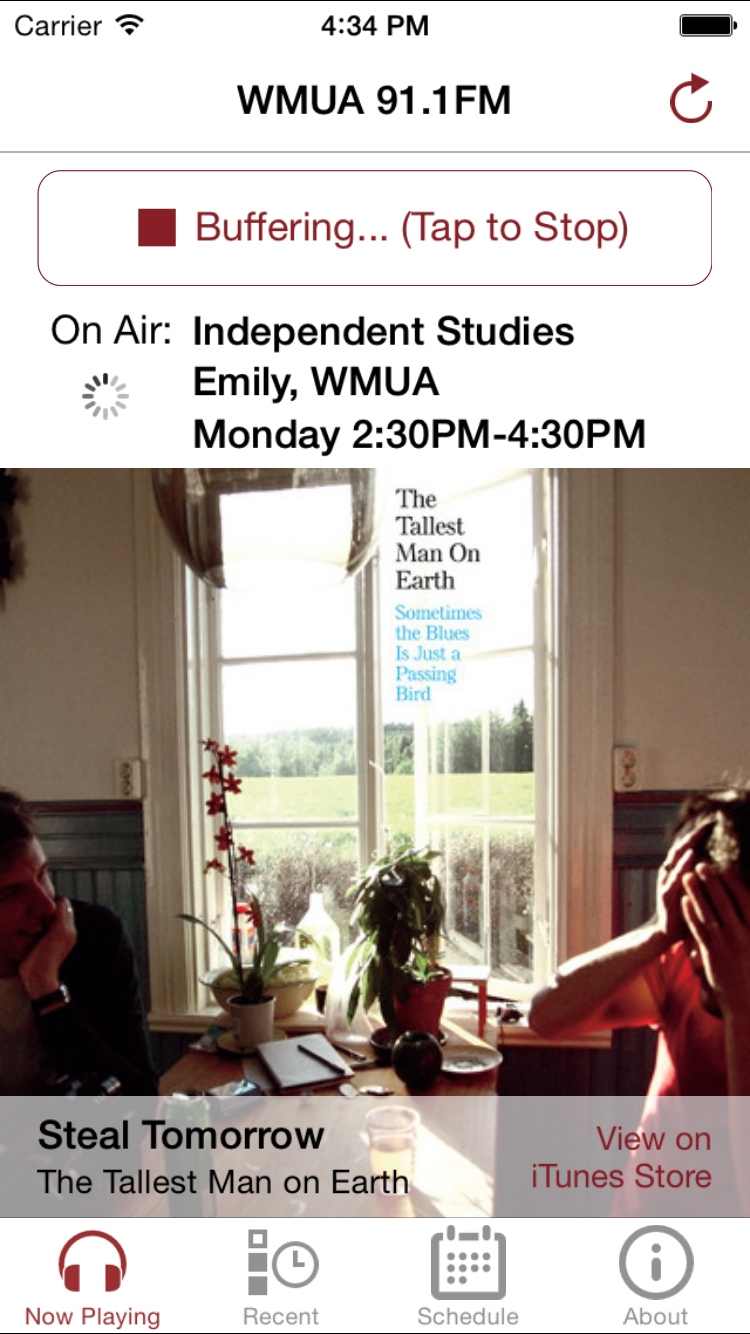 Carrier 4:34 PM
WMUA 91.1FM
Buffering... (Tap to Stop)
On Air: Independent Studies
Emily, WMUA
Monday 2:30PM-4:30PM
The
Tallest
Man On
Earth
Sometimes
the Blues
Is Just a
Passing
Bird
Steal Tomorrow
The Tallest Man on Earth
View on
iTunes Store
Now Playing Recent Schedule About